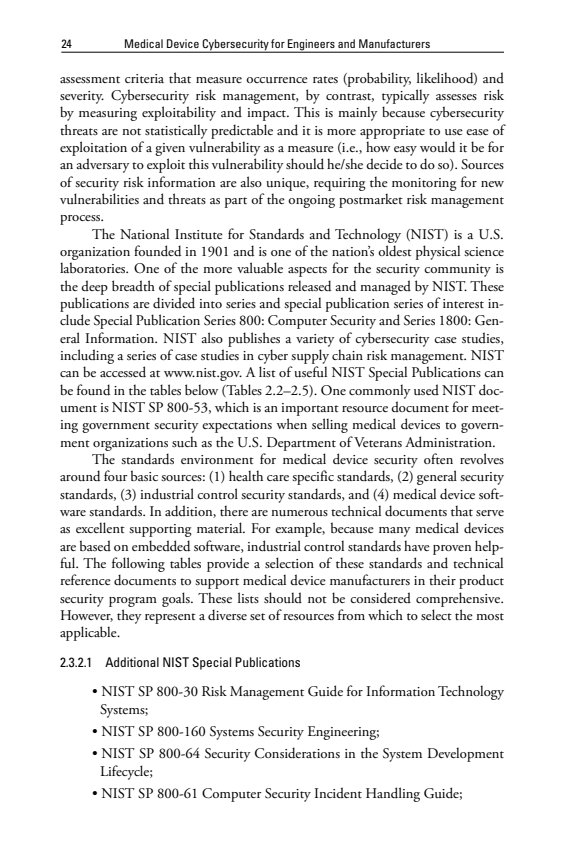 24 Medical Device Cybersecurity for Engineers and Manufacturers
assessment criteria that measure occurrence rates (probability, likelihood) and
severity. Cybersecurity risk management, by contrast, typically assesses risk
by measuring exploitability and impact. This is mainly because cybersecurity
threats are not statistically predictable and it is more appropriate to use ease of
exploitation of a given vulnerability as a measure (i.e., how easy would it be for
an adversary to exploit this vulnerability should he/she decide to do so). Sources
of security risk information are also unique, requiring the monitoring for new
vulnerabilities and threats as part of the ongoing postmarket risk management
process.
The National Institute for Standards and Technology (NIST) is a U.S.
organization founded in 1901 and is one of the nation's oldest physical science
laboratories. One of the more valuable aspects for the security community is
the deep breadth of special publications released and managed by NIST. These
publications are divided into series and special publication series of interest in-
clude Special Publication Series 800: Computer Security and Series 1800: Gen-
eral Information. NIST also publishes a variety of cybersecurity case studies,
including a series of case studies in cyber supply chain risk management. NIST
can be accessed at www.nist.gov. A list of useful NIST Special Publications can
be found in the tables below (Tables 2.2–2.5). One commonly used NIST doc-
ument is NIST SP 800-53, which is an important resource document for meet-
ing government security expectations when selling medical devices to govern-
ment organizations such as the U.S. Department of Veterans Administration.
The standards environment for medical device security often revolves
around four basic sources: (1) health care specific standards, (2) general security
standards, (3) industrial control security standards, and (4) medical device soft-
ware standards. In addition, there are numerous technical documents that serve
as excellent supporting material. For example, because many medical devices
are based on embedded software, industrial control standards have proven help-
ful. The following tables provide a selection of these standards and technical
reference documents to support medical device manufacturers in their product
security program goals. These lists should not be considered comprehensive.
However, they represent a diverse set of resources from which to select the most
applicable.
2.3.2.1 Additional NIST Special Publications
• NIST SP 800-30 Risk Management Guide for Information Technology
Systems;
• NIST SP 800-160 Systems Security Engineering;
• NIST SP 800-64 Security Considerations in the System Development
Lifecycle;
• NIST SP 800-61 Computer Security Incident Handling Guide;